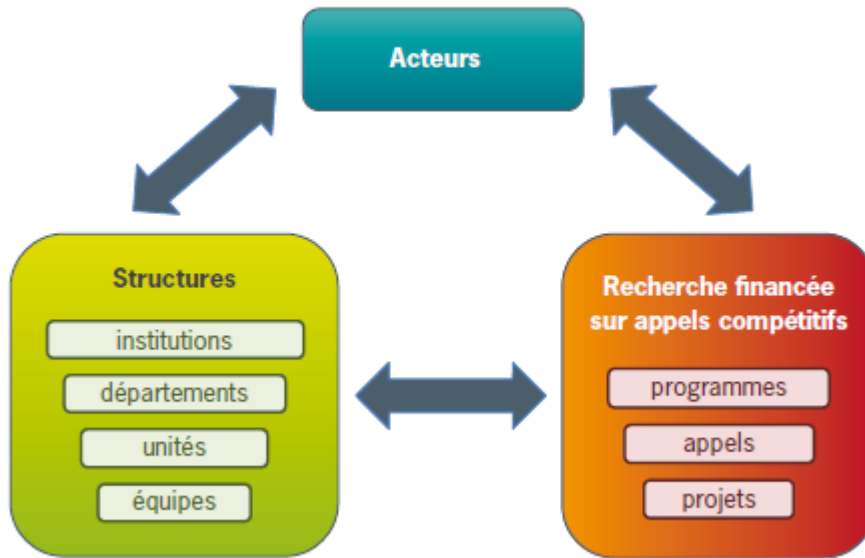 Acteurs
Structures
institutions
départements
unités
équipes
Recherche financée
sur appels compétitifs
programmes
appels
projets